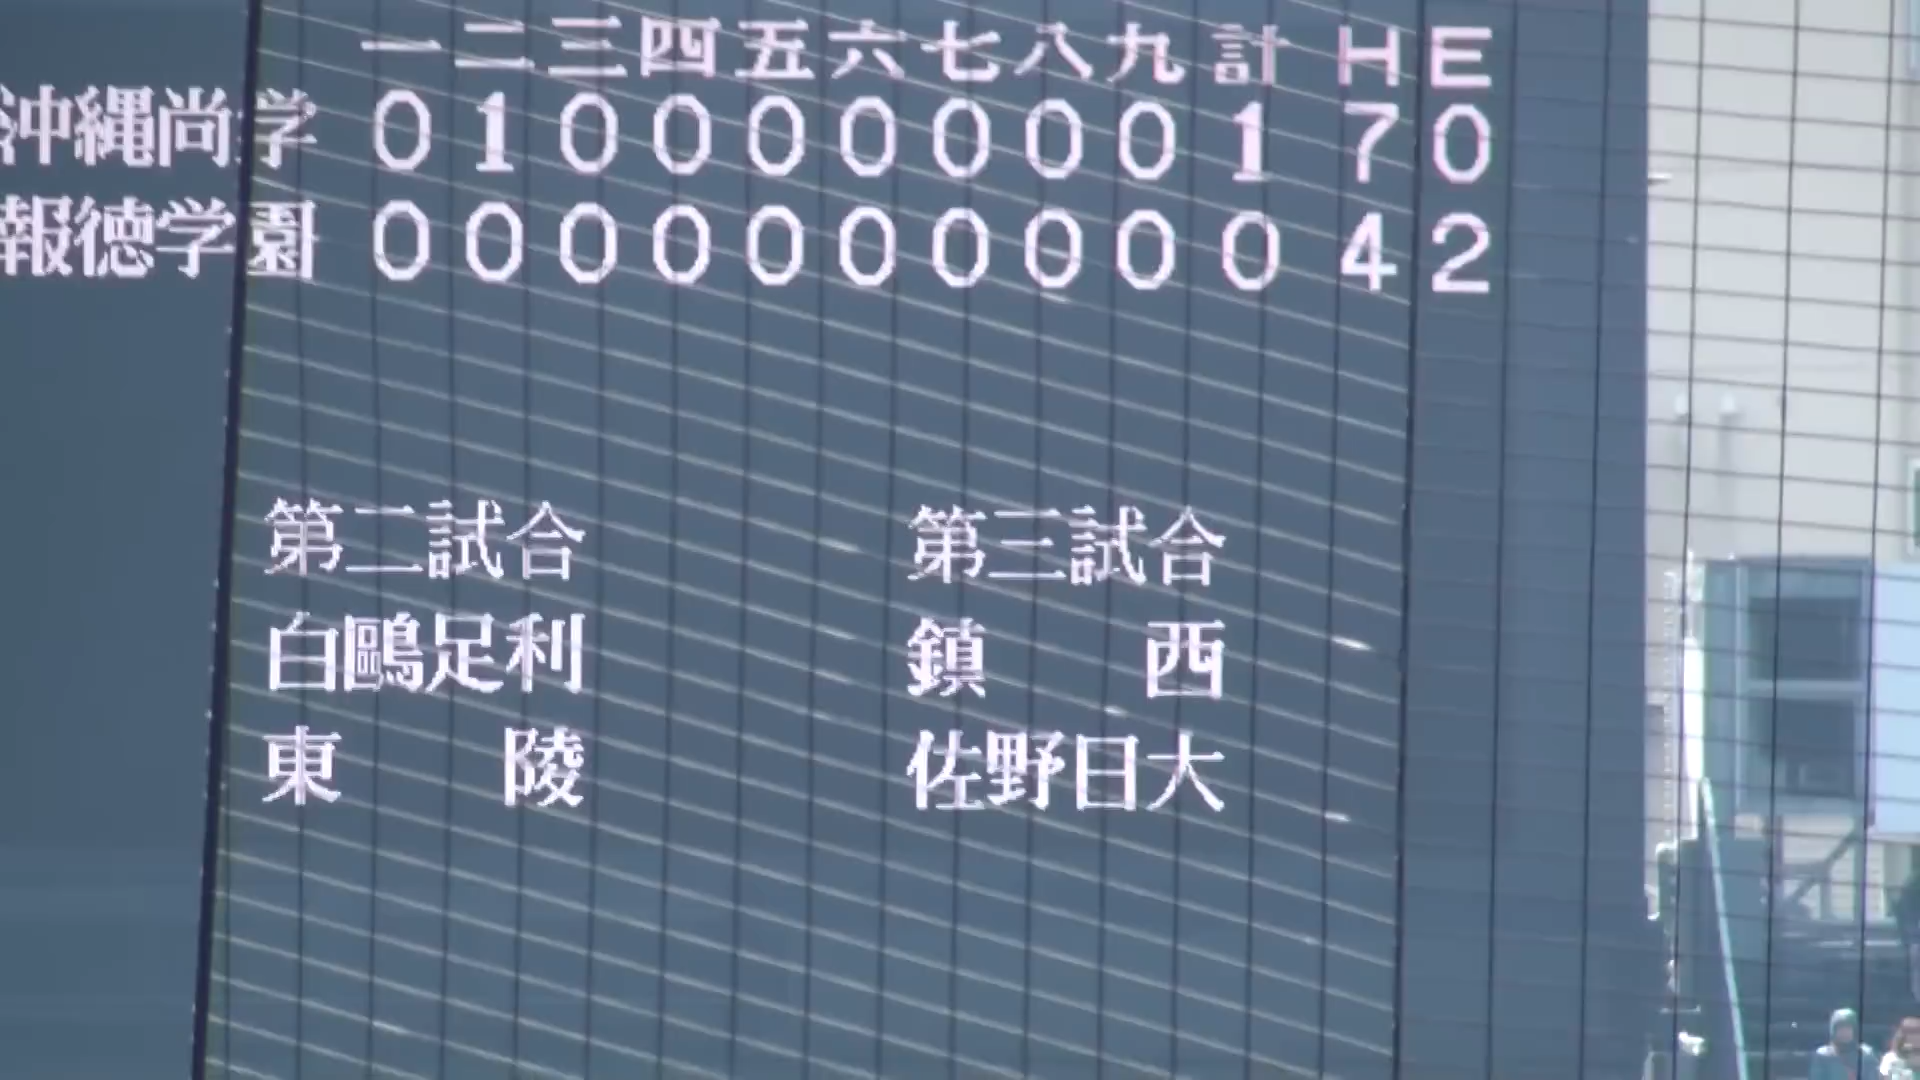 一二三四五六七八九計 H E
沖縄尚学 0 1 0 0 0 0 0 0 0 1 7 0
報徳学園 0 0 0 0 0 0 0 0 0 0 4 2
第二試合 第三試合
白鷗足利 鎮西
東陵 佐野日大